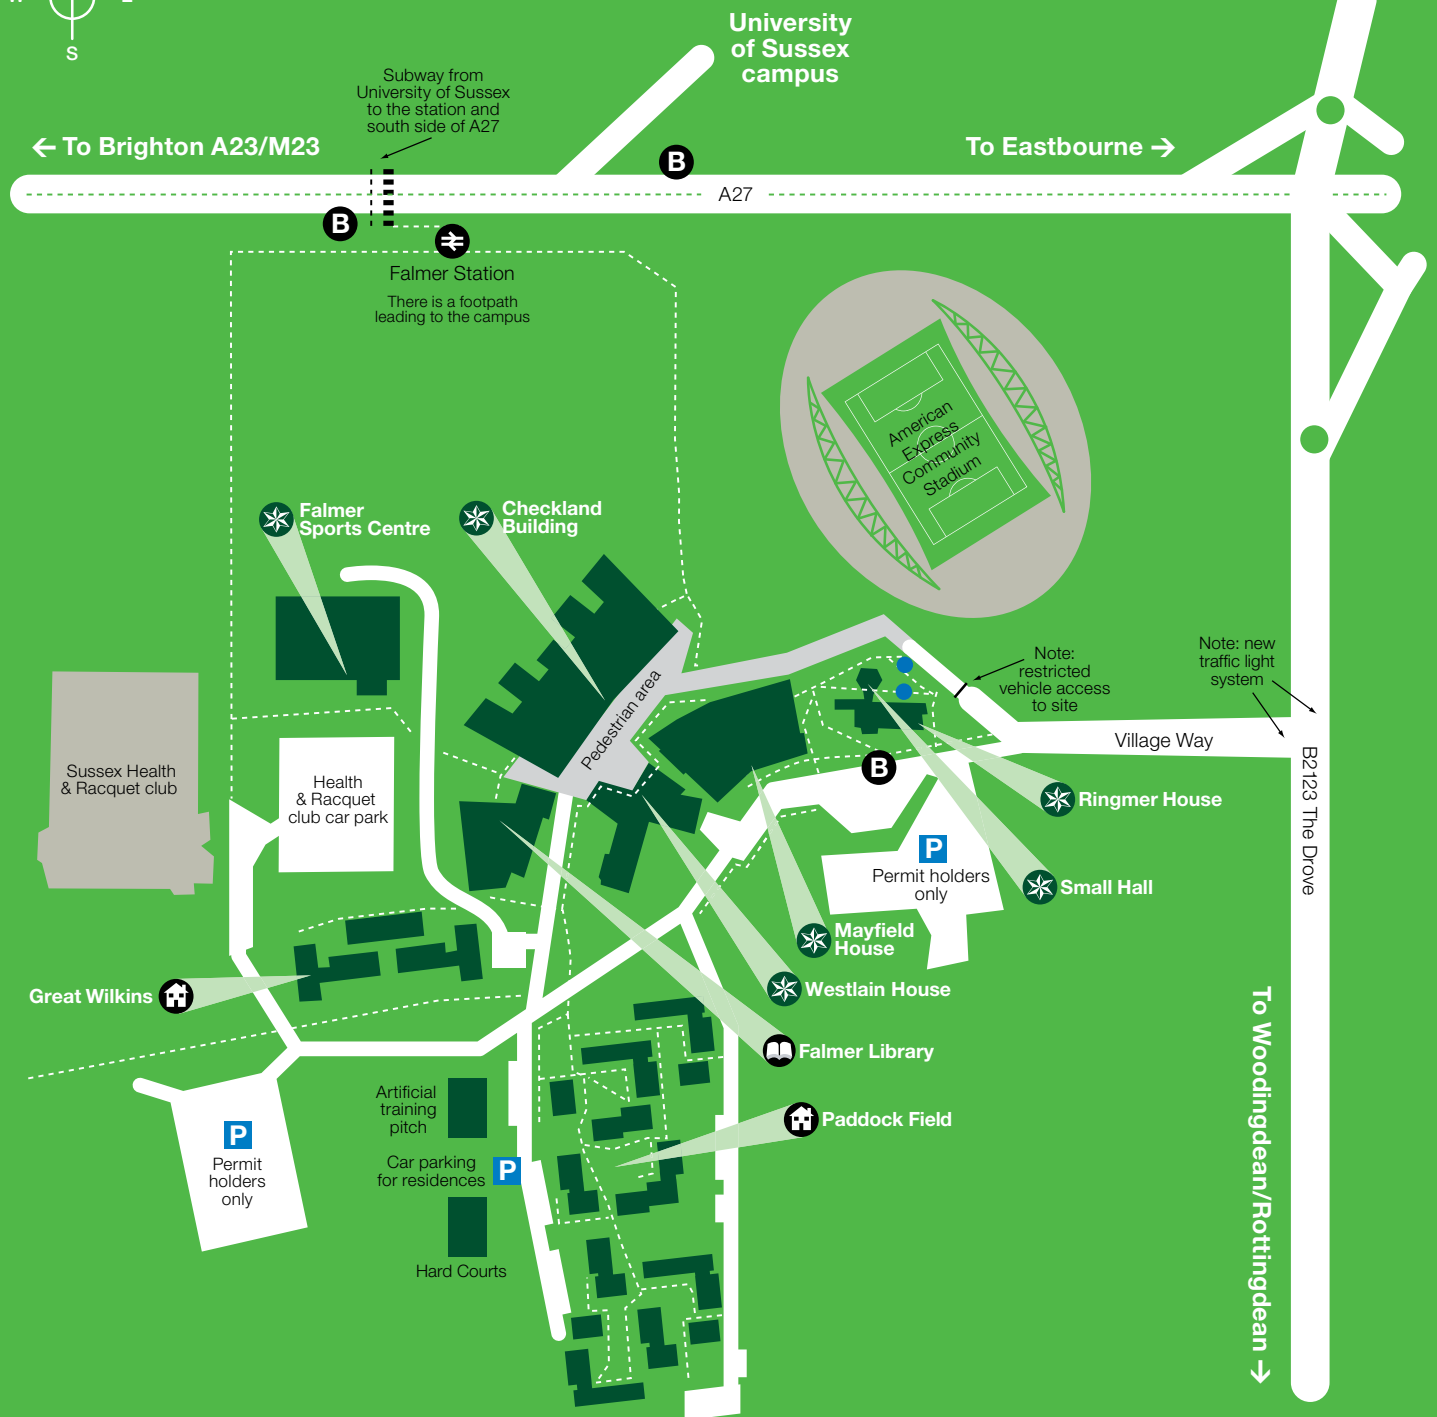 S
University
of Sussex
campus
Subway from
University of Sussex
to the station and
south side of A27
← To Brighton A23/M23
To Eastbourne →
B
A27
B
Falmer Station
There is a footpath
leading to the campus
American
Express
Community
Stadium
Falmer
Sports Centre
Checkland
Building
Pedestrian area
Note:
restricted
vehicle access
to site
Note: new
traffic light
system
Village Way
B2123 The Drove
Sussex Health
& Racquet club
Health
& Racquet
club car park
B
Ringmer House
P
Permit holders
only
Small Hall
Mayfield
House
Westlain House
Great Wilkins
Falmer Library
To Woodingdean/Rottingdean →
Artificial
training
pitch
Paddock Field
P
Permit
holders
only
Car parking
for residences
P
Hard Courts